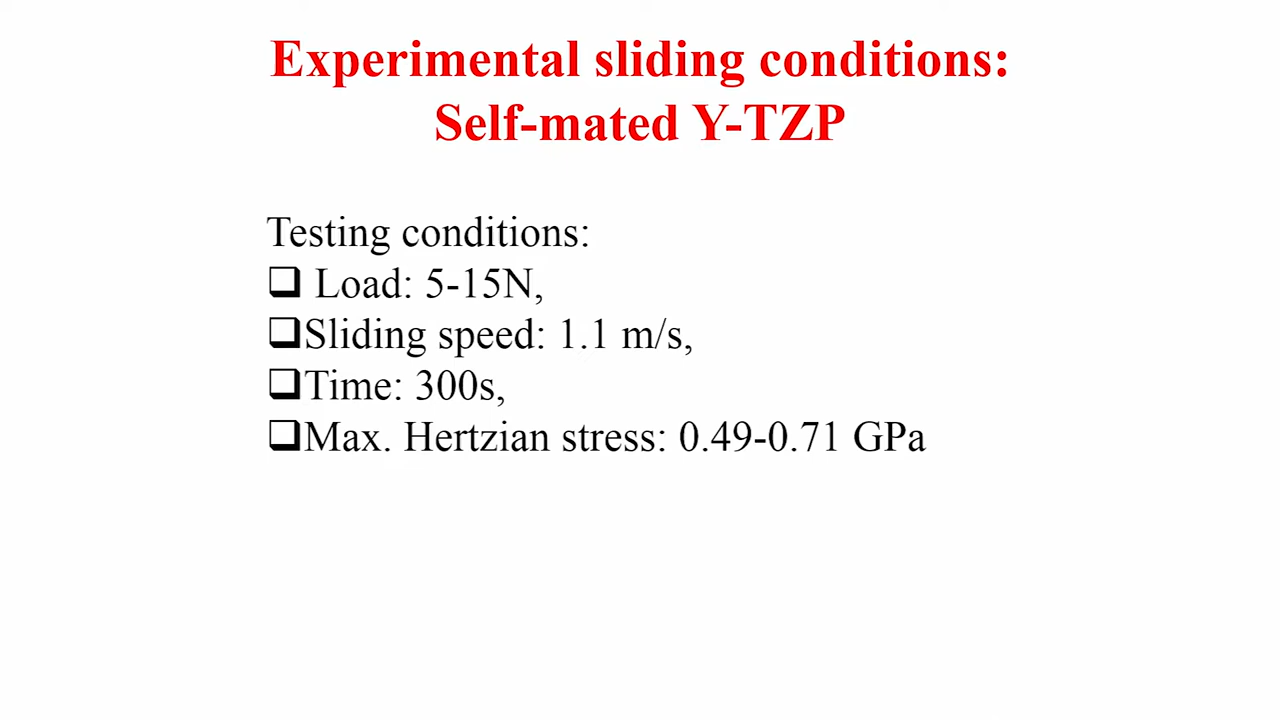 Experimental sliding conditions:
Self-mated Y-TZP
Testing conditions:
❑ Load: 5-15N,
❑Sliding speed: 1.1 m/s,
❑Time: 300s,
❑Max. Hertzian stress: 0.49-0.71 GPa